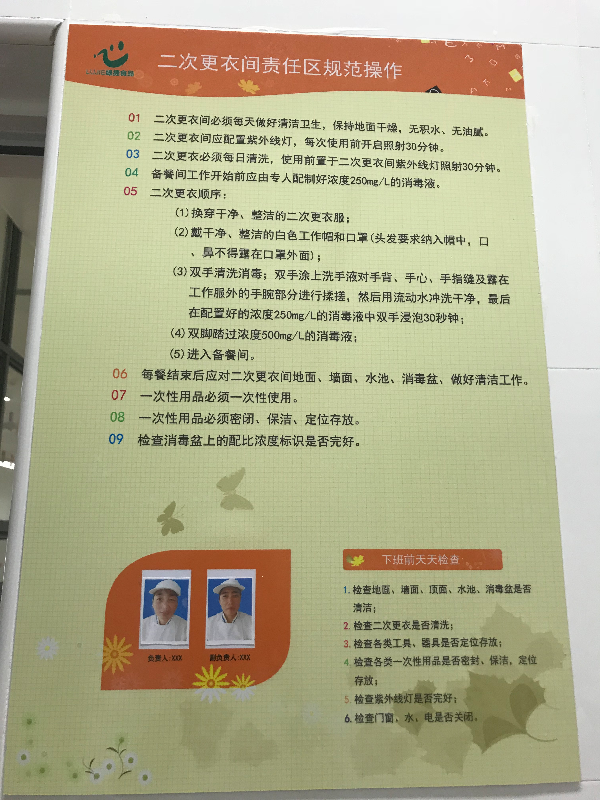 二次更衣间责任区规范操作
01 二次更衣间必须每天做好清洁卫生，保持地面干燥，无积水、无油腻。
02 二次更衣间应配置紫外线灯，每次使用前开启照射30分钟。
03 二次更衣必须每日清洗，使用前置于二次更衣间紫外线灯照射30分钟。
04 备餐间工作开始前应由专人配制好浓度250mg/L的消毒液。
05 二次更衣顺序：
(1)换穿干净、整洁的二次更衣服；
(2)戴干净、整洁的白色工作帽和口罩(头发要求纳入帽中，口
、鼻不得露在口罩外面)；
(3)双手清洗消毒；双手涂上洗手液对手背、手心、手指缝及露在
工作服外的手腕部分进行揉搓，然后用流动水冲洗干净，最后
在配置好的浓度250mg/L的消毒液中双手浸泡30秒钟；
(4)双脚踏过浓度500mg/L的消毒液；
(5)进入备餐间。
06 每餐结束后应对二次更衣间地面、墙面、水池、消毒盆、做好清洁工作。
07 一次性用品必须一次性使用。
08 一次性用品必须密闭、保洁、定位存放。
09 检查消毒盆上的配比浓度标识是否完好。
负责人:XXX 副负责人:XXX
下班前天天检查
1.检查地面、墙面、顶面、水池、消毒盆是否
清洁；
2.检查二次更衣是否清洗；
3.检查各类工具、器具是否定位存放；
4.检查各类一次性用品是否密封、保洁，定位
存放；
5.检查紫外线灯是否完好；
6.检查门窗、水、电是否关闭。